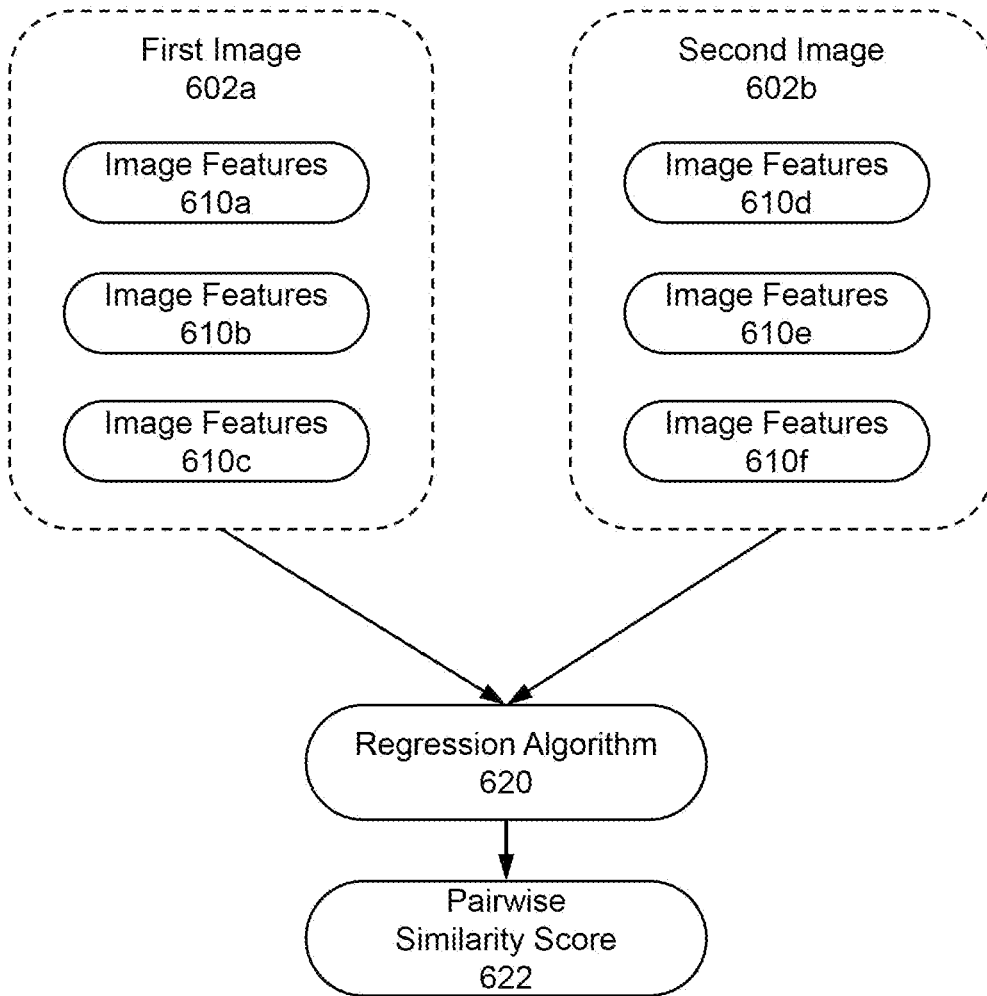 First Image
602a
Image Features
610a
Image Features
610b
Image Features
610c
Second Image
602b
Image Features
610d
Image Features
610e
Image Features
610f
Regression Algorithm
620
Pairwise
Similarity Score
622